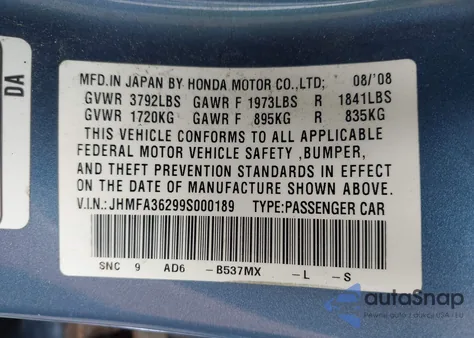 DA
MFD.IN JAPAN BY HONDA MOTOR CO.,LTD; 08/'08
GVWR 3792LBS GAWR F 1973LBS R 1841LBS
GVWR 1720KG GAWR F 895KG R 835KG
THIS VEHICLE CONFORMS TO ALL APPLICABLE
FEDERAL MOTOR VEHICLE SAFETY ,BUMPER,
AND THEFT PREVENTION STANDARDS IN EFFECT
ON THE DATE OF MANUFACTURE SHOWN ABOVE.
V.I.N.:JHMFA36299S000189 TYPE:PASSENGER CAR
SNC 9 AD6 -B537MX -L -S
autoSnap